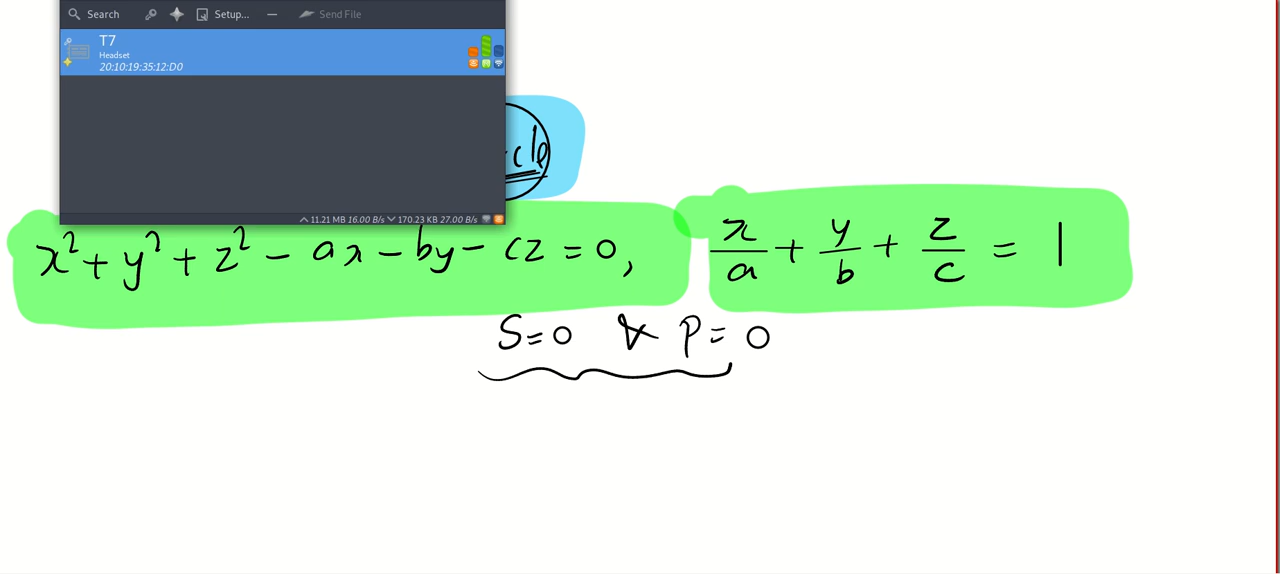 Search Setup... Send File
T7
Headset
20:10:19:35:12:D0
11.21 MB 16.00 B/s 170.23 KB 27.00 B/s
x² + y² + z² - ax - by - cz = 0, x/a + y/b + z/c = 1
S=0 & P=0